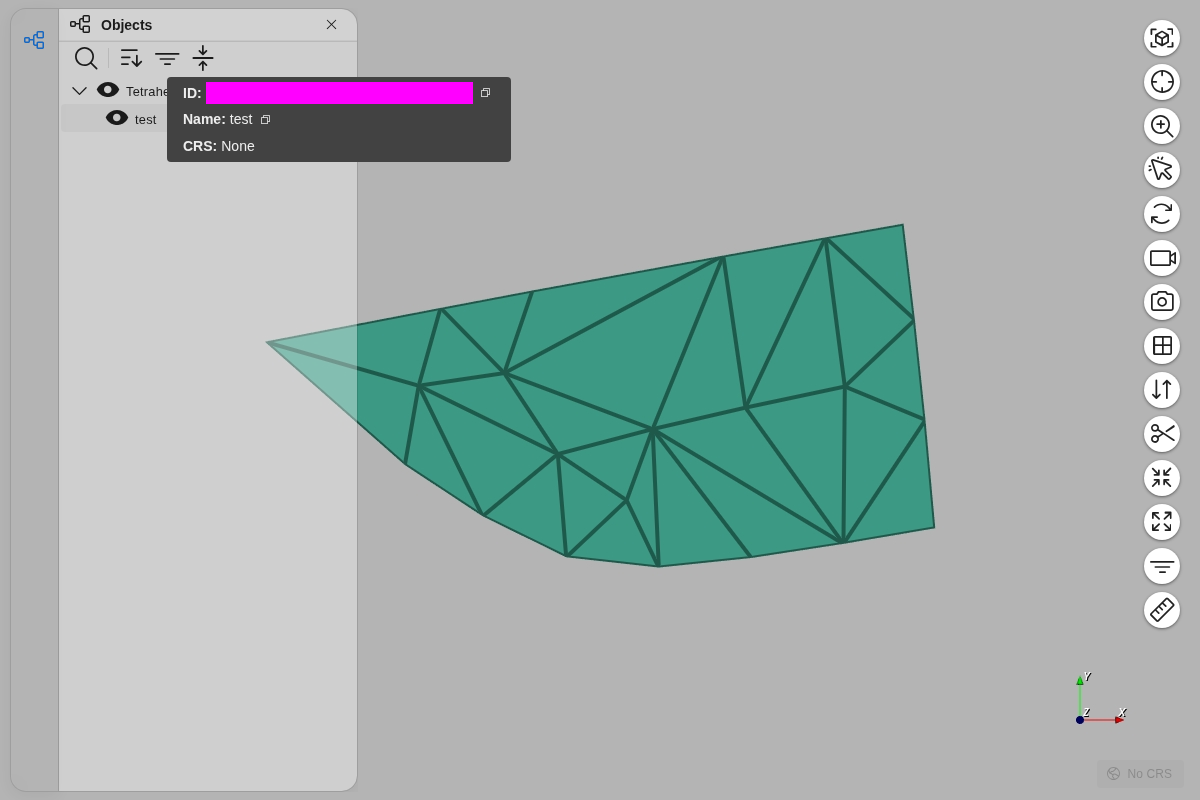 Objects
Tetrahe
ID:
Name: test
test
CRS: None
Y
Z X
No CRS